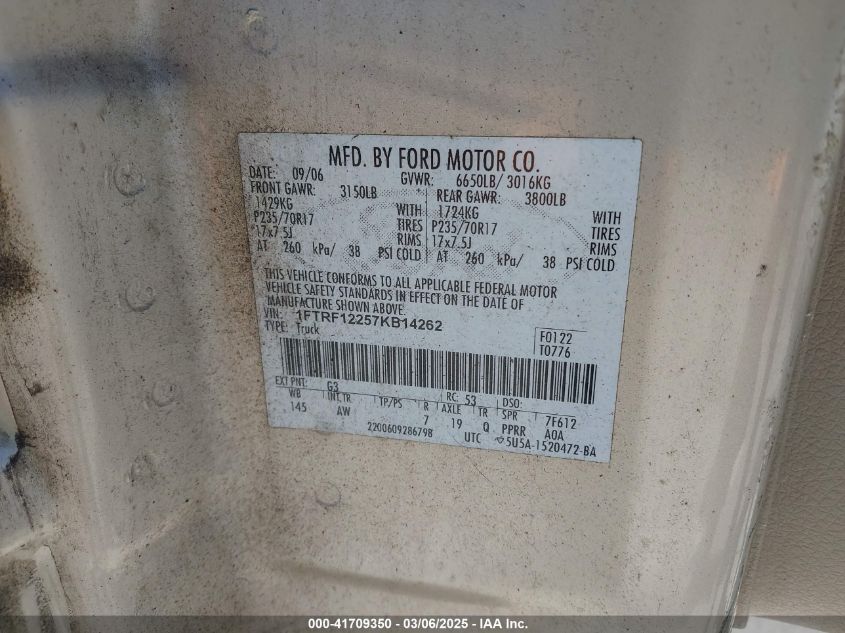 MFD. BY FORD MOTOR CO.
DATE: 09/06 GVWR: 6650LB/ 3016KG
FRONT GAWR: 3150LB REAR GAWR: 3800LB
1429KG WITH 1724KG WITH
P235/70R17 TIRES P235/70R17 TIRES
17x7.5J RIMS 17x7.5J RIMS
AT 260 kPa/ 38 PSI COLD AT 260 kPa/ 38 PSI COLD
THIS VEHICLE CONFORMS TO ALL APPLICABLE FEDERAL MOTOR
VEHICLE SAFETY STANDARDS IN EFFECT ON THE DATE OF
MANUFACTURE SHOWN ABOVE.
VIN: 1FTRF12257KB14262
TYPE: Truck
F0122
T0776
EXT PNT: G3 RC: 53 DSO:
WB INT TR TP/PS R AXLE TR SPR 7F612
145 AW 7 19 Q PPRR A0A
2200609286798 UTC 5U5A-1520472-BA
000-41709350 - 03/06/2025 - IAA Inc.